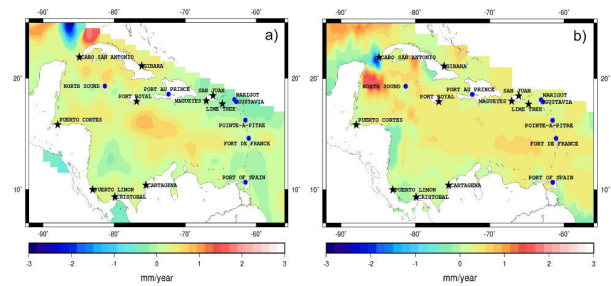 -90° -80° -70° -60° -90° -80° -70° -60°
a) b)
CABO SAN ANTONIO CABO SAN ANTONIO
GIBARA GIBARA
20° 20°
NORTH SOUND PORT AU PRINCE SAN JUAN MARIGOT NORTH SOUND PORT AU PRINCE SAN JUAN MARIGOT
PORT ROYAL MAGUEYES GUSTAVIA PORT ROYAL MAGUEYES GUSTAVIA
LIME TREE LIME TREE
PUERTO CORTES POINTE-A-PITRE PUERTO CORTES POINTE-A-PITRE
FORT DE FRANCE FORT DE FRANCE
PORT OF SPAIN PORT OF SPAIN
10° PUERTO LIMON CARTAGENA 10° PUERTO LIMON CARTAGENA
CRISTOBAL CRISTOBAL
-90° -80° -70° -60° -90° -80° -70° -60°
-3 -2 -1 0 1 2 3 -3 -2 -1 0 1 2 3
mm/year mm/year